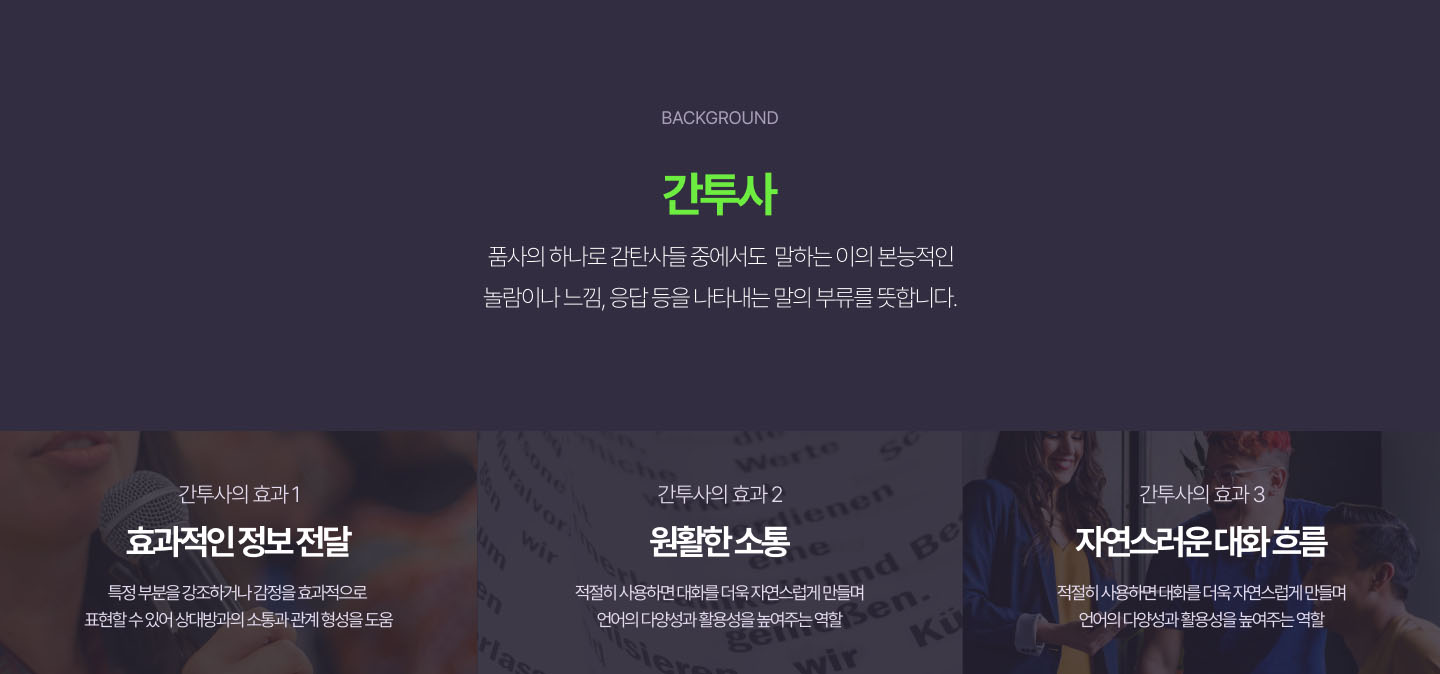 BACKGROUND
간투사
품사의 하나로 감탄사들 중에서도 말하는 이의 본능적인
놀람이나 느낌, 응답 등을 나타내는 말의 부류를 뜻합니다.
간투사의 효과 1
효과적인 정보 전달
특정 부분을 강조하거나 감정을 효과적으로
표현할 수 있어 상대방과의 소통과 관계 형성을 도움
간투사의 효과 2
원활한 소통
적절히 사용하면 대화를 더욱 자연스럽게 만들며
언어의 다양성과 활용성을 높여주는 역할
간투사의 효과 3
자연스러운 대화 흐름
적절히 사용하면 대화를 더욱 자연스럽게 만들며
언어의 다양성과 활용성을 높여주는 역할
Werte
wir
dienen
und Be
wir